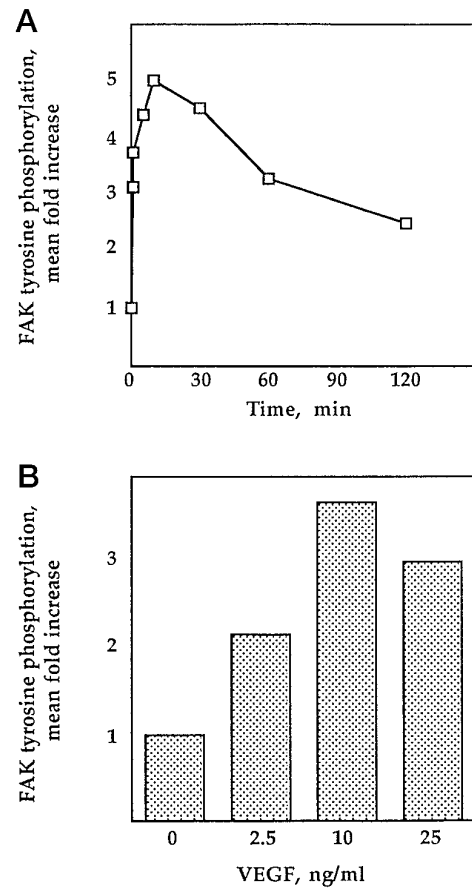 A
FAK tyrosine phosphorylation,
mean fold increase
5
4
3
2
1
0 30 60 90 120
Time, min
B
FAK tyrosine phosphorylation,
mean fold increase
3
2
1
0 2.5 10 25
VEGF, ng/ml